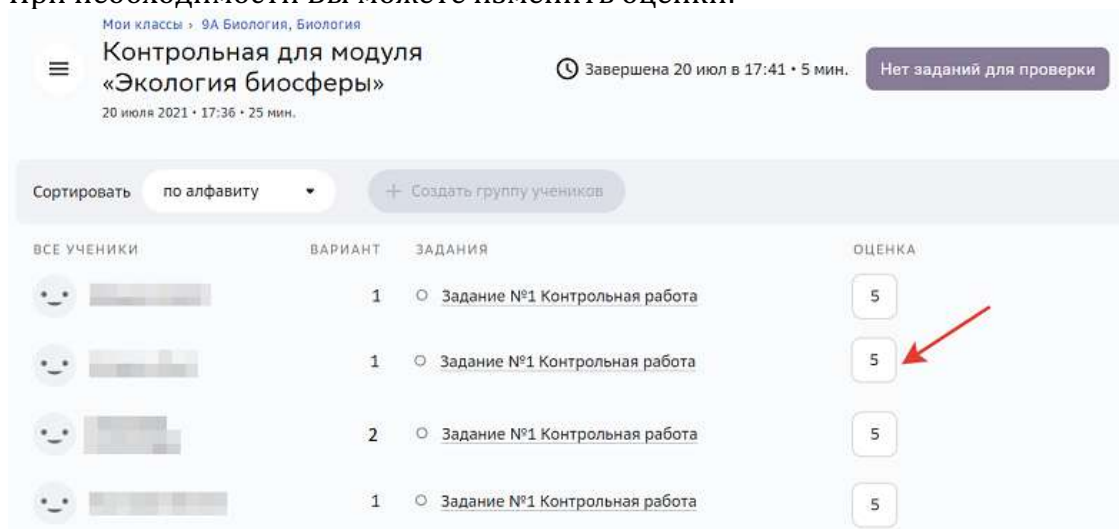 При необходимости Вы можете изменить оценки.
Мои классы › 9А Биология, Биология
Контрольная для модуля
«Экология биосферы»
20 июля 2021 • 17:36 • 25 мин.
Завершена 20 июл в 17:41 • 5 мин.
Нет заданий для проверки
Сортировать по алфавиту + Создать группу учеников
ВСЕ УЧЕНИКИ ВАРИАНТ ЗАДАНИЯ ОЦЕНКА
1 Задание №1 Контрольная работа 5
1 Задание №1 Контрольная работа 5
2 Задание №1 Контрольная работа 5
1 Задание №1 Контрольная работа 5